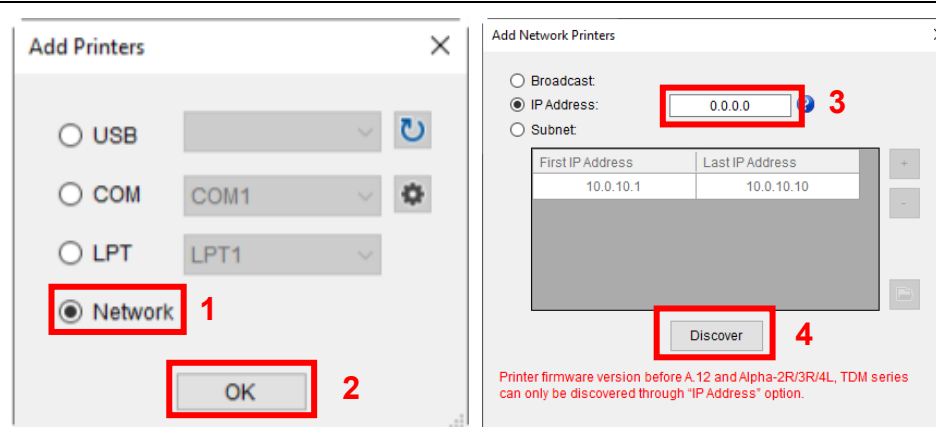 Add Printers
USB
COM COM1
LPT LPT1
Network 1
OK 2
Add Network Printers
Broadcast:
IP Address: 0.0.0.0 ? 3
Subnet:
First IP Address Last IP Address
10.0.10.1 10.0.10.10
+
-
Discover 4
Printer firmware version before A.12 and Alpha-2R/3R/4L, TDM series
can only be discovered through "IP Address" option.